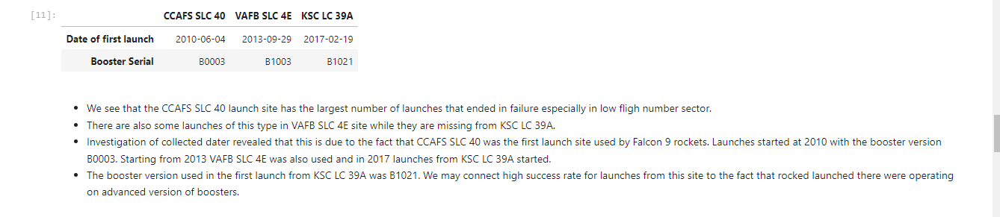 [11]:
CCAFS SLC 40 VAFB SLC 4E KSC LC 39A
Date of first launch 2010-06-04 2013-09-29 2017-02-19
Booster Serial B0003 B1003 B1021
• We see that the CCAFS SLC 40 launch site has the largest number of launches that ended in failure especially in low fligh number sector.
• There are also some launches of this type in VAFB SLC 4E site while they are missing from KSC LC 39A.
• Investigation of collected dater revealed that this is due to the fact that CCAFS SLC 40 was the first launch site used by Falcon 9 rockets. Launches started at 2010 with the booster version
B0003. Starting from 2013 VAFB SLC 4E was also used and in 2017 launches from KSC LC 39A started.
• The booster version used in the first launch from KSC LC 39A was B1021. We may connect high success rate for launches from this site to the fact that rocked launched there were operating
on advanced version of boosters.